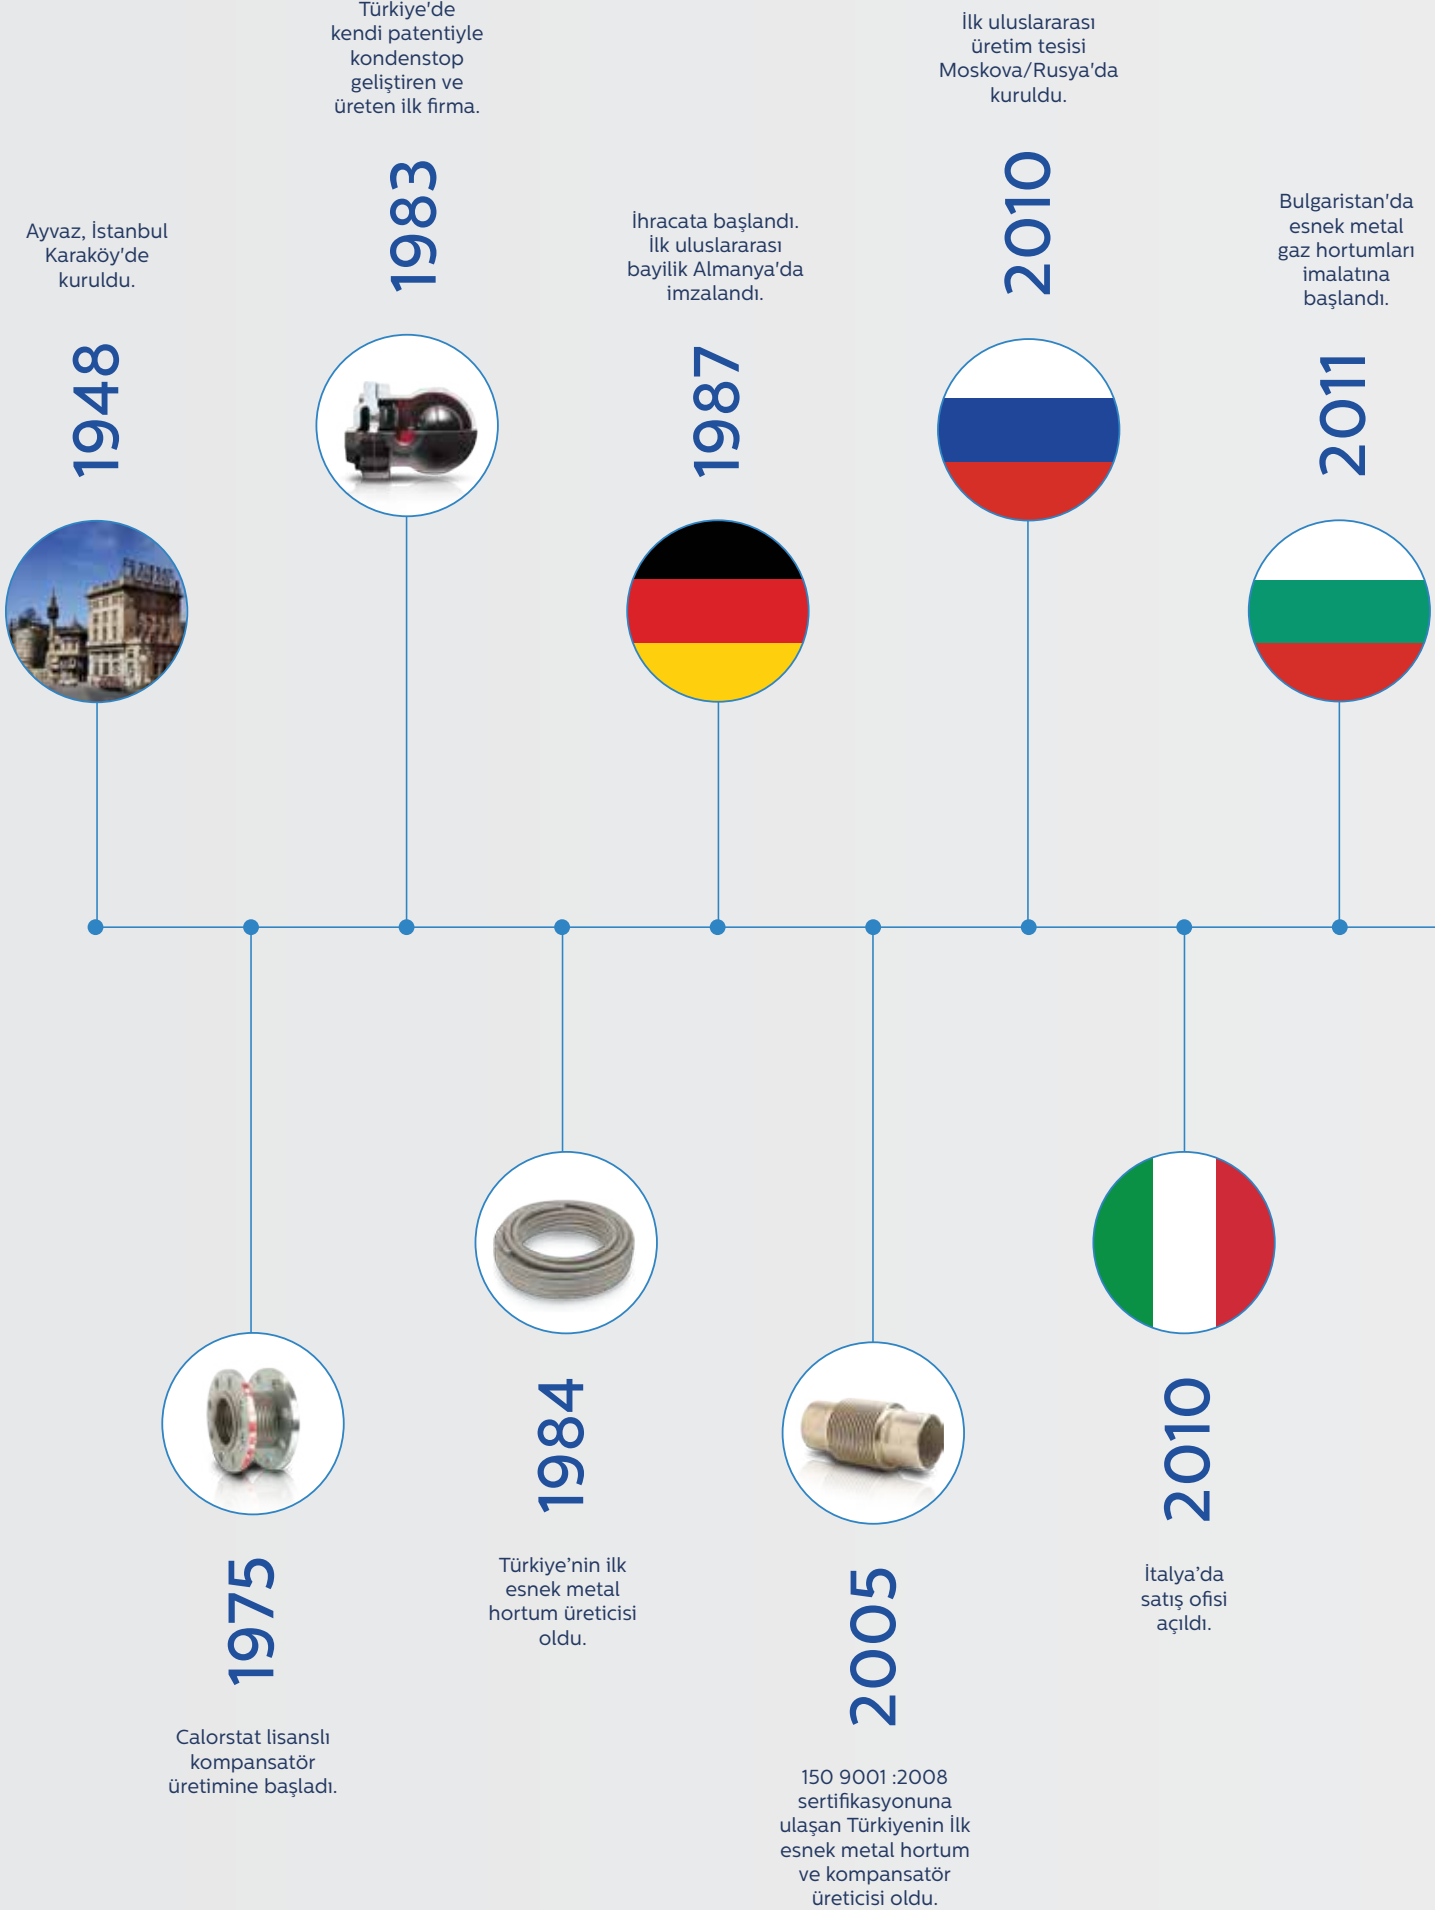 Ayvaz, İstanbul
Karaköy'de
kuruldu.
1948
Türkiye'de
kendi patentiyle
kondenstop
geliştiren ve
üreten ilk firma.
1983
İhracata başlandı.
İlk uluslararası
bayilik Almanya'da
imzalandı.
1987
İlk uluslararası
üretim tesisi
Moskova/Rusya'da
kuruldu.
2010
Bulgaristan'da
esnek metal
gaz hortumları
imalatına
başlandı.
2011
1975
Calorstat lisanslı
kompansatör
üretimine başladı.
1984
Türkiye’nin ilk
esnek metal
hortum üreticisi
oldu.
2005
150 9001 :2008
sertifikasyonuna
ulaşan Türkiyenin İlk
esnek metal hortum
ve kompansatör
üreticisi oldu.
2010
İtalya’da
satış ofisi
açıldı.